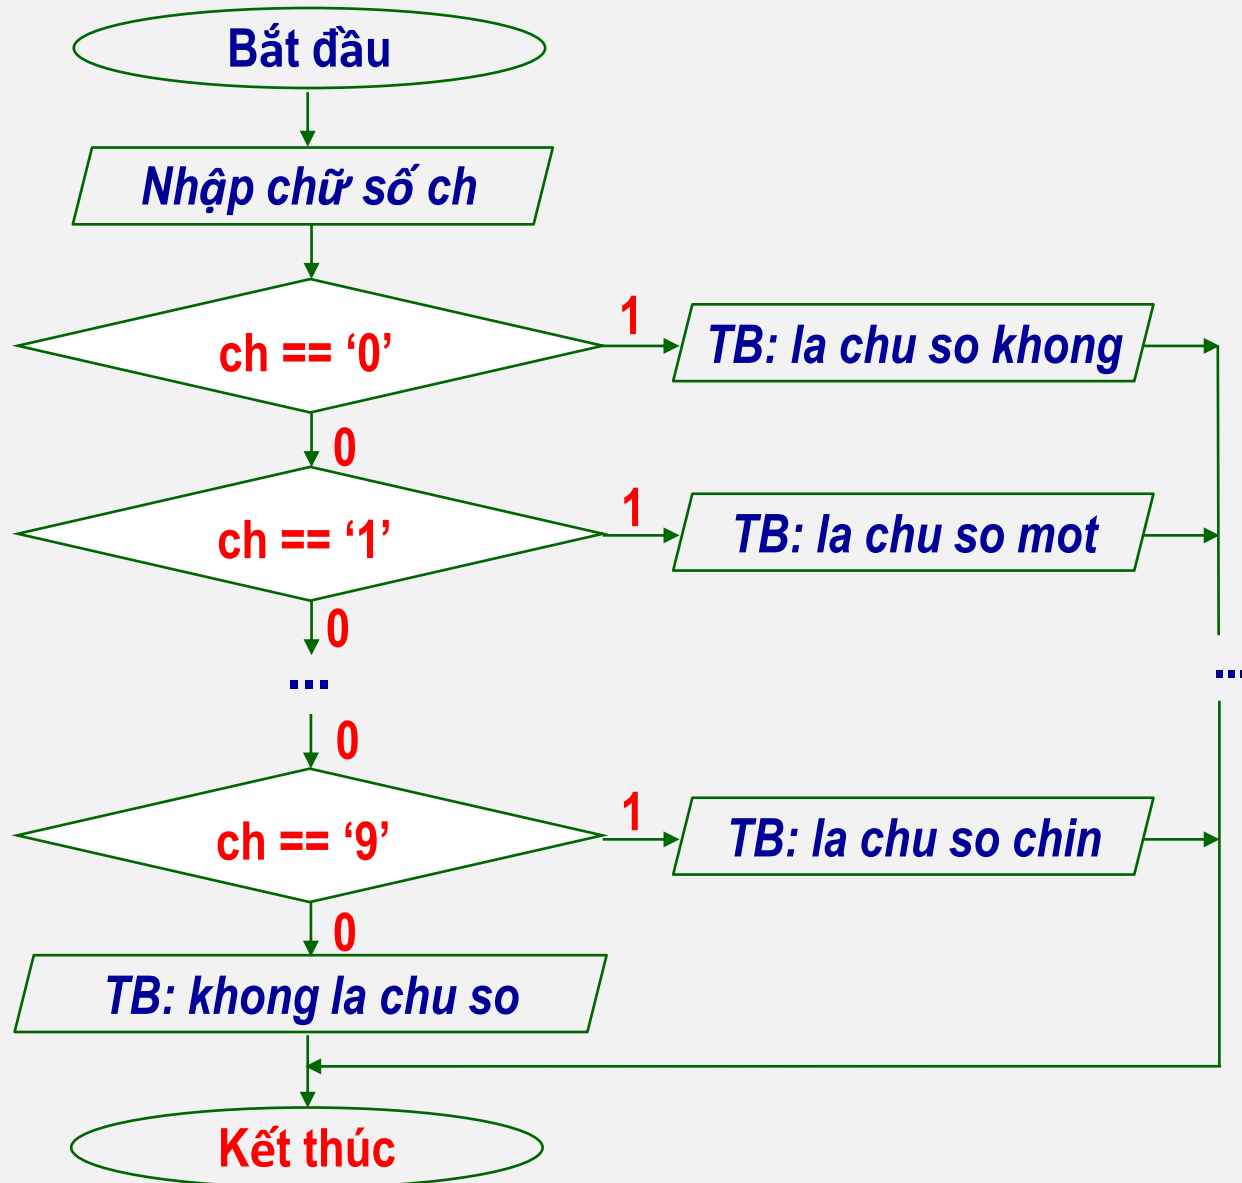 Bắt đầu
Nhập chữ số ch
ch == ‘0’
1
TB: la chu so khong
0
ch == ‘1’
1
TB: la chu so mot
0
...
...
0
ch == ‘9’
1
TB: la chu so chin
0
TB: khong la chu so
Kết thúc